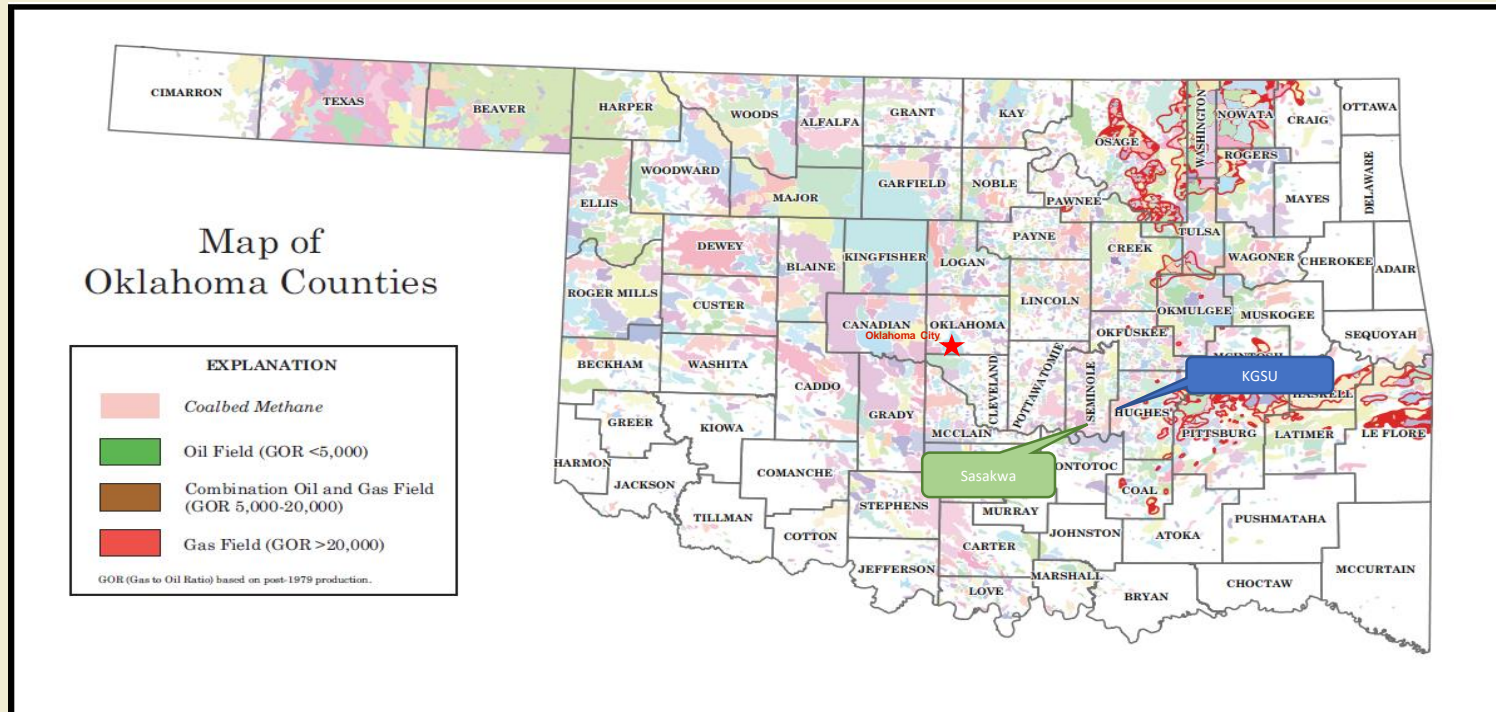 Map of
Oklahoma Counties
EXPLANATION
Coalbed Methane
Oil Field (GOR <5,000)
Combination Oil and Gas Field
(GOR 5,000-20,000)
Gas Field (GOR >20,000)
GOR (Gas to Oil Ratio) based on post-1979 production.
CIMARRON
TEXAS
BEAVER
HARPER
WOODS
ALFALFA
GRANT
KAY
OSAGE
WASHINGTON
NOWATA
CRAIG
OTTAWA
ROGERS
DELAWARE
MAYES
WOODWARD
ELLIS
MAJOR
GARFIELD
NOBLE
PAWNEE
TULSA
PAYNE
CREEK
WAGONER
CHEROKEE
ADAIR
DEWEY
BLAINE
KINGFISHER
LOGAN
ROGER MILLS
CUSTER
LINCOLN
OKMULGEE
MUSKOGEE
CANADIAN
OKLAHOMA
Oklahoma City
OKFUSKEE
SEQUOYAH
MCINTOSH
KGSU
BECKHAM
WASHITA
CADDO
CLEVELAND
POTTAWATOMIE
SEMINOLE
HASKELL
GREER
KIOWA
GRADY
HUGHES
MCCLAIN
PITTSBURG
LATIMER
LE FLORE
HARMON
JACKSON
COMANCHE
Sasakwa
ONTOTOC
COAL
TILLMAN
COTTON
STEPHENS
MURRAY
JOHNSTON
ATOKA
PUSHMATAHA
CARTER
JEFFERSON
LOVE
MARSHALL
BRYAN
CHOCTAW
MCCURTAIN